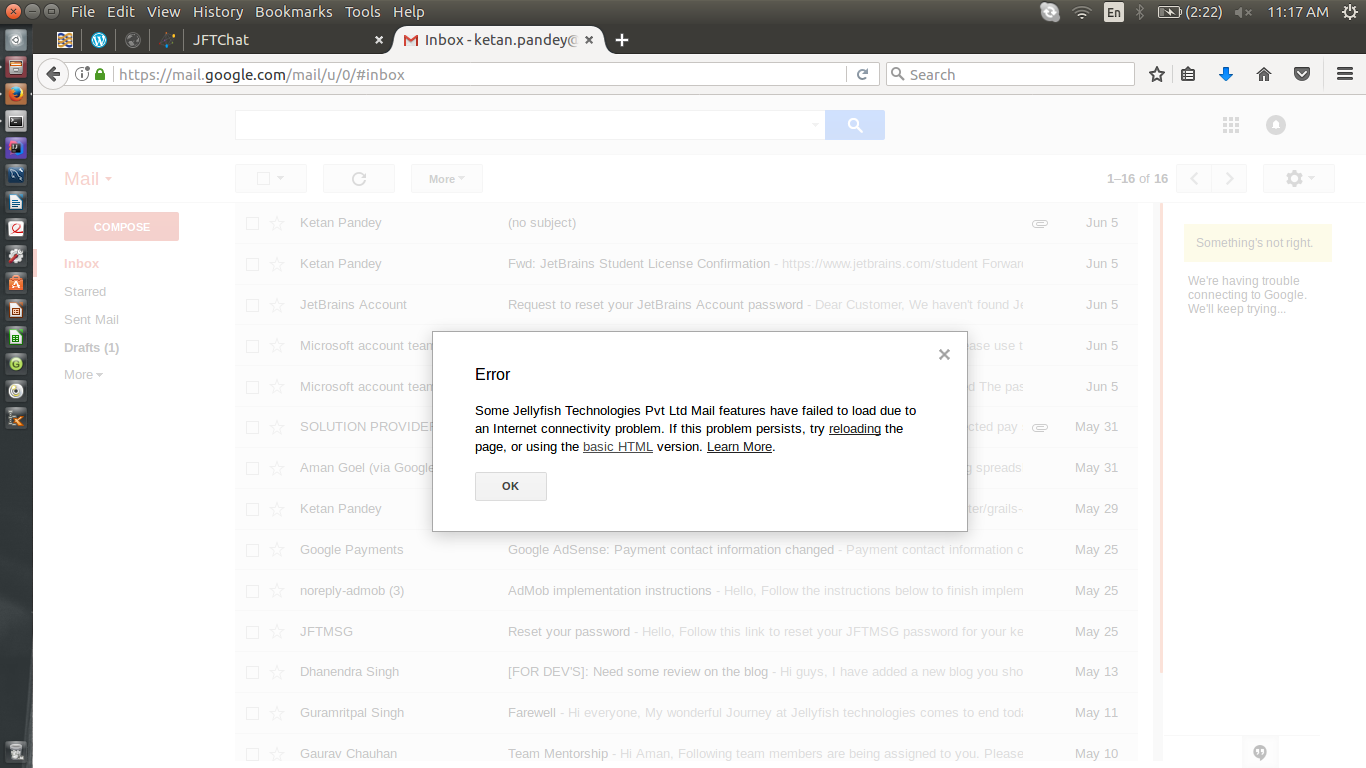 File Edit View History Bookmarks Tools Help
En (2:22) 11:17 AM
JFTChat Inbox - ketan.pandey@
https://mail.google.com/mail/u/0/#inbox Search
Mail More 1–16 of 16
COMPOSE
Inbox
Starred
Sent Mail
Drafts (1)
More
Ketan Pandey (no subject) Jun 5
Ketan Pandey Fwd: JetBrains Student License Confirmation - https://www.jetbrains.com/student Forward Jun 5
JetBrains Account Request to reset your JetBrains Account password - Dear Customer, We haven't found Je Jun 5
Microsoft account team ase use t Jun 5
Microsoft account team d The pas Jun 5
SOLUTION PROVIDER cted pay May 31
Aman Goel (via Google g spreads May 31
Ketan Pandey ter/grails- May 29
Google Payments Google AdSense: Payment contact information changed - Payment contact information c May 25
noreply-admob (3) AdMob implementation instructions - Hello, Follow the instructions below to finish implem May 25
JFTMSG Reset your password - Hello, Follow this link to reset your JFTMSG password for your ke May 25
Dhanendra Singh [FOR DEV'S]: Need some review on the blog - Hi guys, I have added a new blog you sho May 13
Guramritpal Singh Farewell - Hi everyone, My wonderful Journey at Jellyfish technologies comes to end toda May 11
Gaurav Chauhan Team Mentorship - Hi Aman, Following team members are being assigned to you. Please May 10
Something's not right.
We're having trouble
connecting to Google.
We'll keep trying...
Error
Some Jellyfish Technologies Pvt Ltd Mail features have failed to load due to
an Internet connectivity problem. If this problem persists, try reloading the
page, or using the basic HTML version. Learn More.
OK